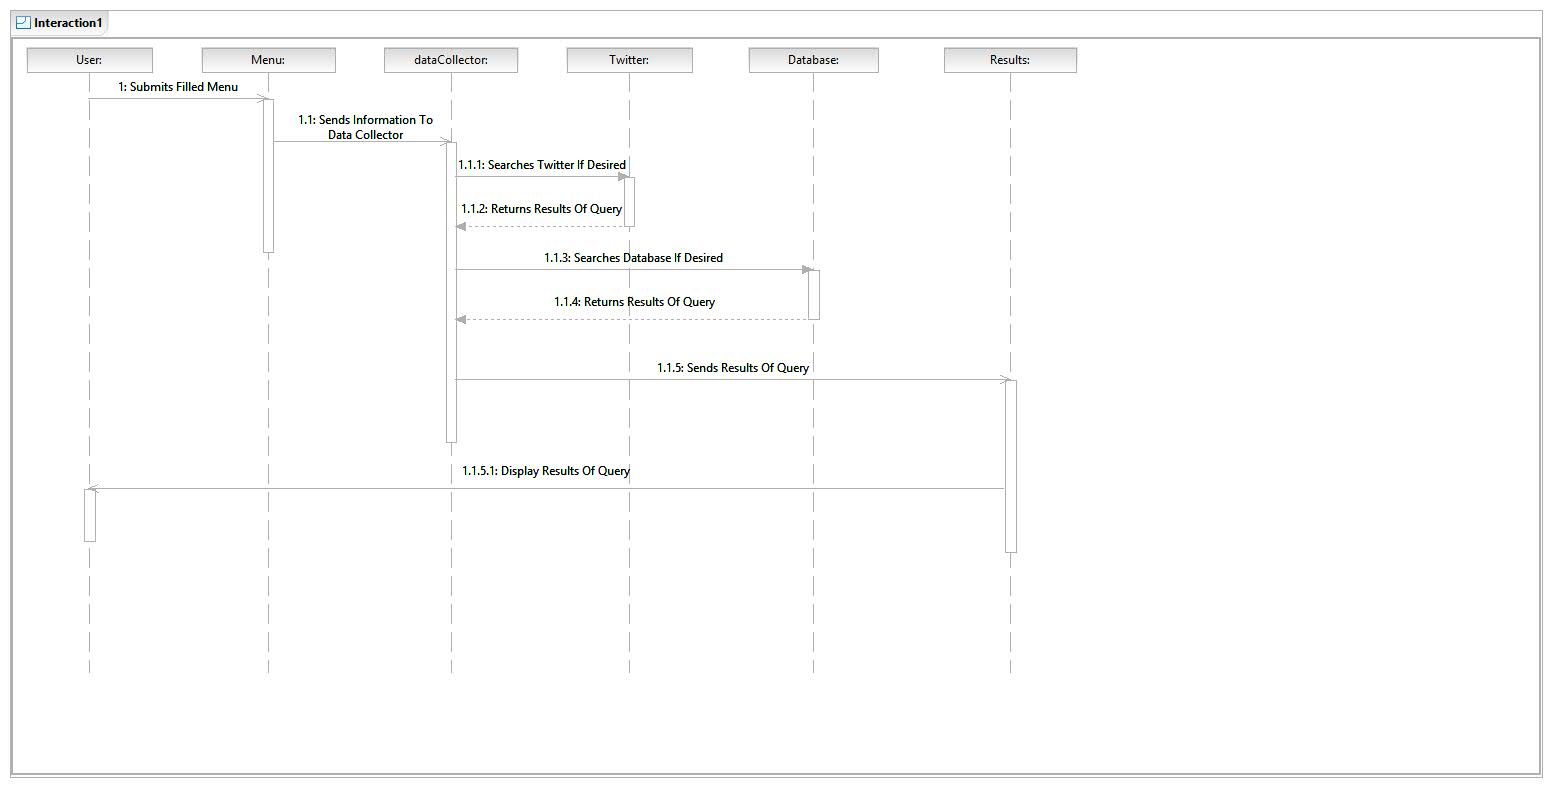 Interaction1
User:
Menu:
dataCollector:
Twitter:
Database:
Results:
1: Submits Filled Menu
1.1: Sends Information To
Data Collector
1.1.1: Searches Twitter If Desired
1.1.2: Returns Results Of Query
1.1.3: Searches Database If Desired
1.1.4: Returns Results Of Query
1.1.5: Sends Results Of Query
1.1.5.1: Display Results Of Query